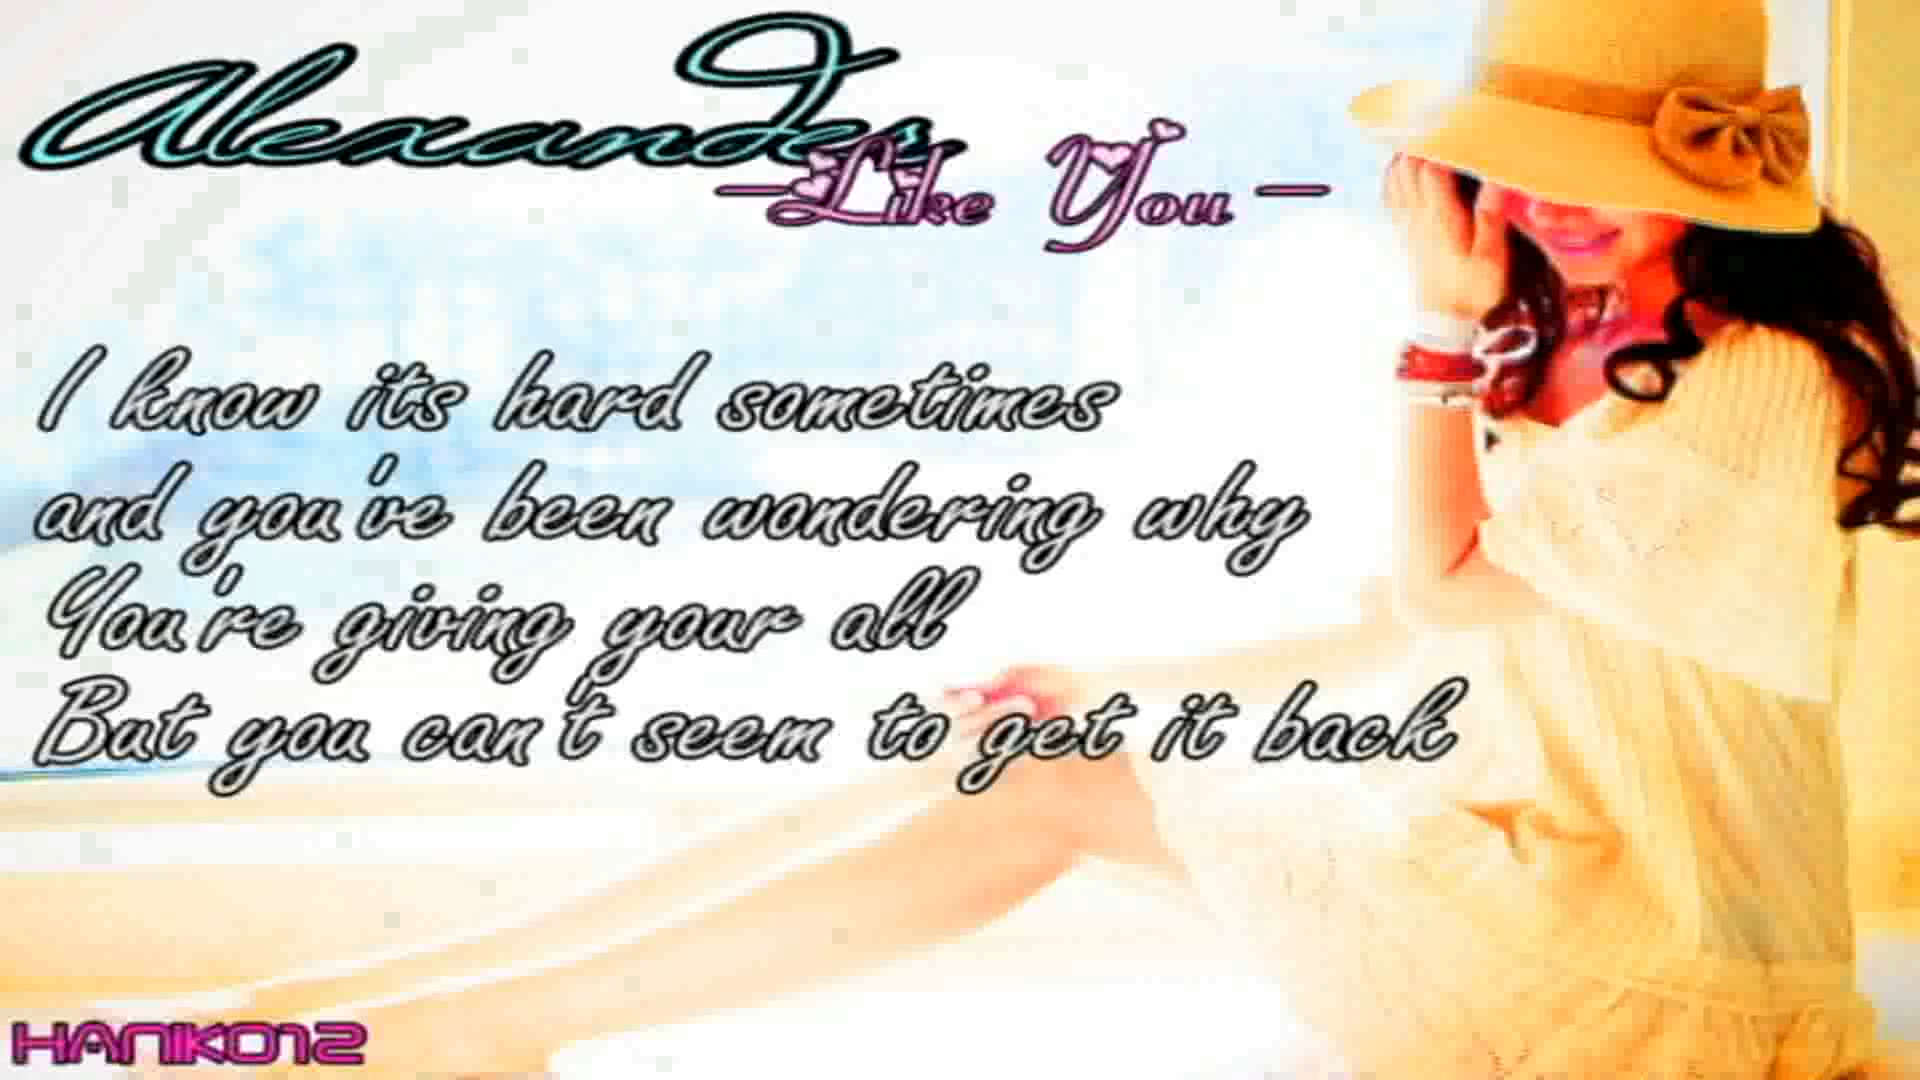 Alexander
-Like You-
I know its hard sometimes
and you've been wondering why
You're giving your all
But you can't seem to get it back
HANIKO12